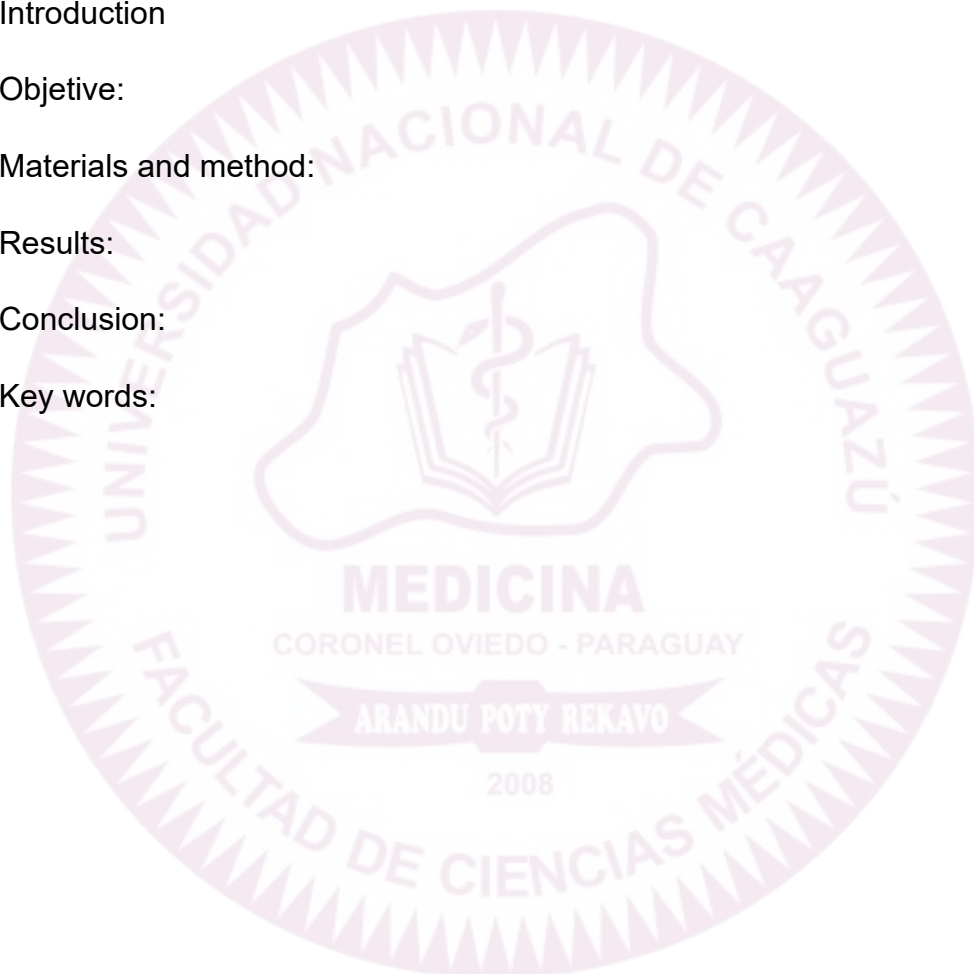 Introduction
Objetive:
Materials and method:
Results:
Conclusion:
Key words:
UNIVERSIDAD NACIONAL DE CAAGUAZÚ
MEDICINA
CORONEL OVIEDO - PARAGUAY
ARANDU POTY REKAVO
2008
FACULTAD DE CIENCIAS MÉDICAS